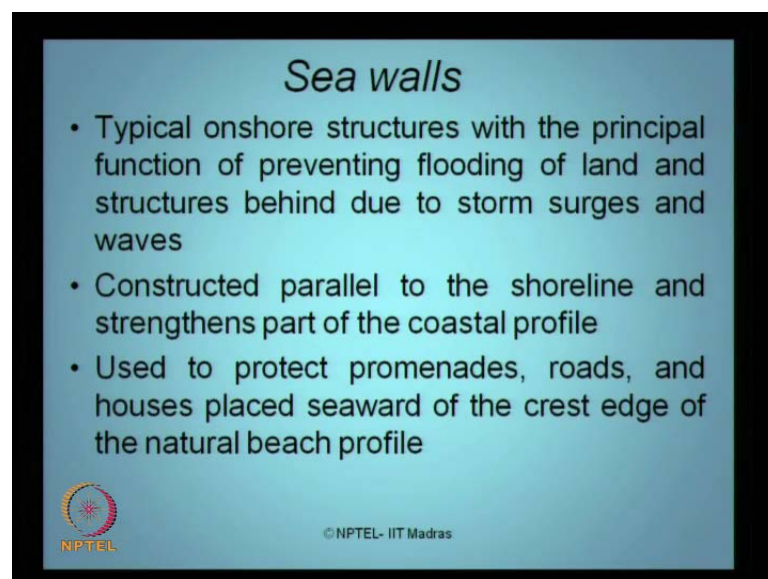 Sea walls
• Typical onshore structures with the principal
function of preventing flooding of land and
structures behind due to storm surges and
waves
• Constructed parallel to the shoreline and
strengthens part of the coastal profile
• Used to protect promenades, roads, and
houses placed seaward of the crest edge of
the natural beach profile
NPTEL
© NPTEL- IIT Madras